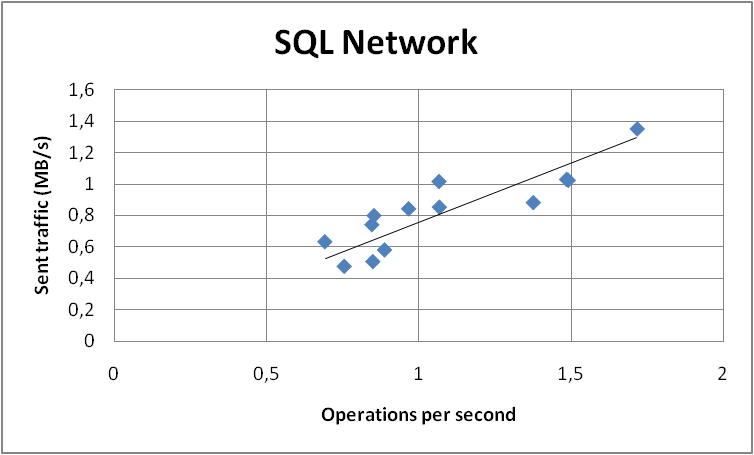 SQL Network
Sent traffic (MB/s)
1,6
1,4
1,2
1
0,8
0,6
0,4
0,2
0
0 0,5 1 1,5 2
Operations per second